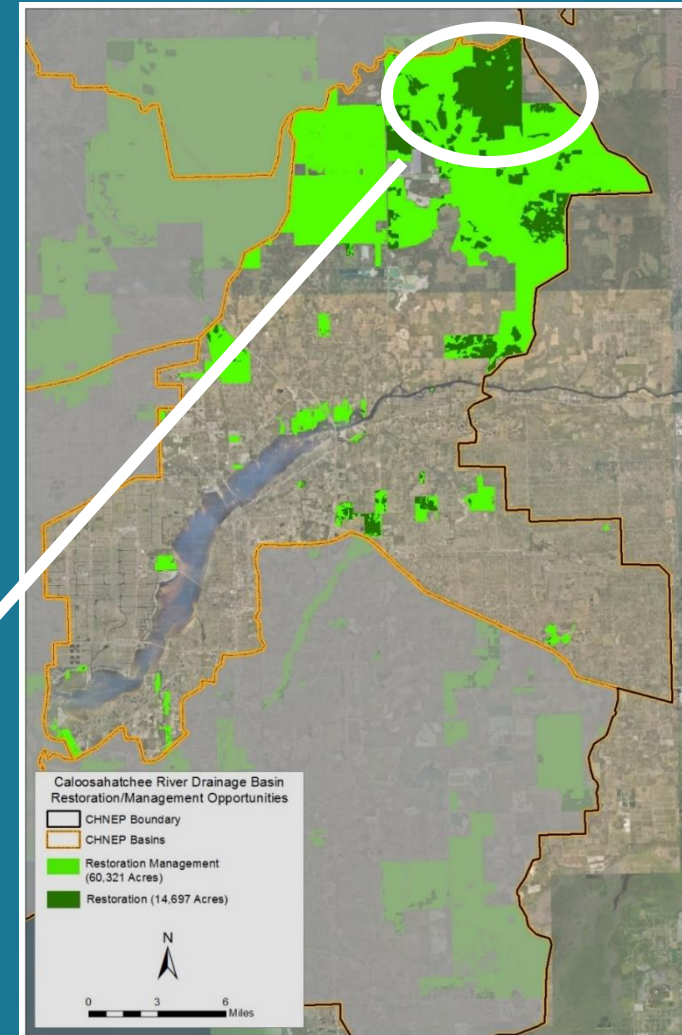 Caloosahatchee River Drainage Basin
Restoration/Management Opportunities
CHNEP Boundary
CHNEP Basins
Restoration Management
(60,321 Acres)
Restoration (14,697 Acres)
N
0 3 6
Miles